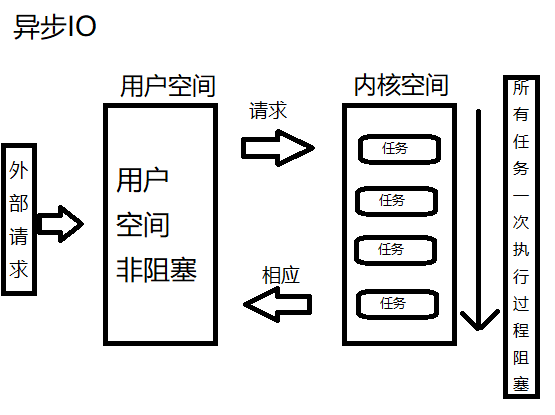 异步IO
用户空间
内核空间
外部请求
用户
空间
非阻塞
请求
相应
任务
任务
任务
任务
所有任务一次执行过程阻塞